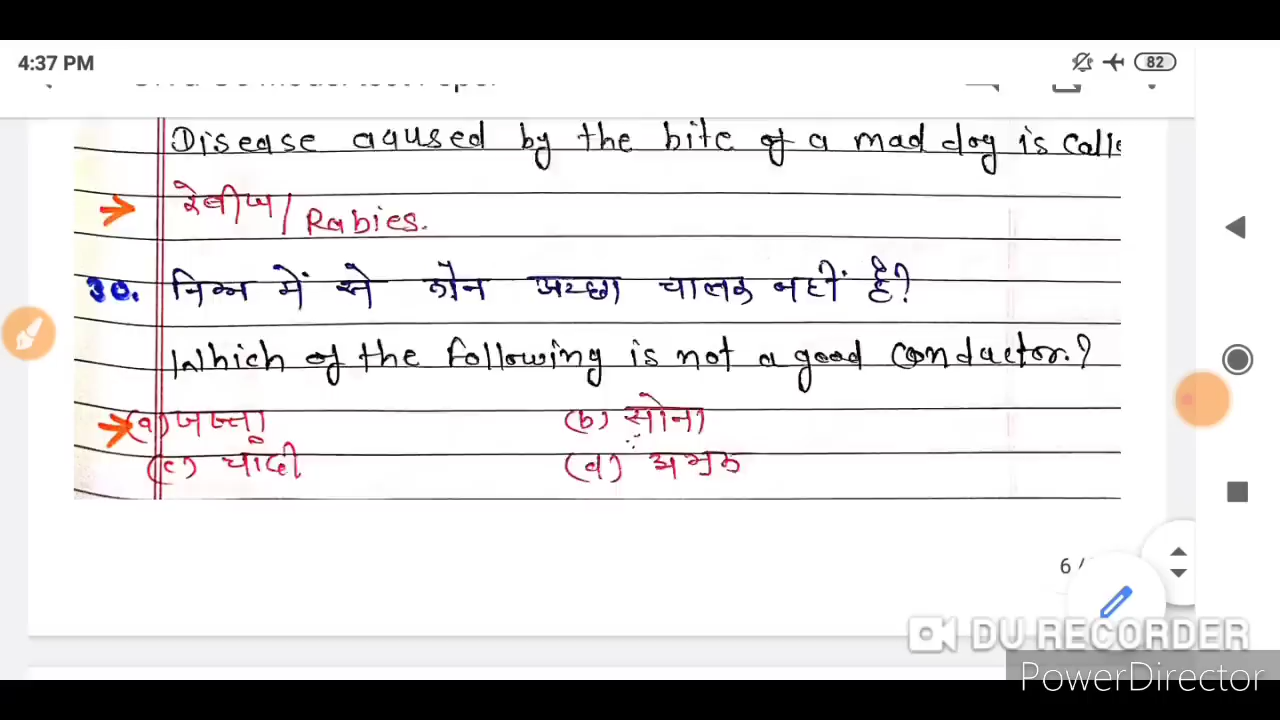 4:37 PM
82
Disease aqused by the bite of a mad dog is calle
रेबीज / Rabies.
30. निम्न में से कौन अच्छा चालक नहीं है?
Which of the following is not a good conductor.?
(a) जस्ता (b) सोना
(c) चांदी (d) अभ्रक
6 /
DU RECORDER
PowerDirector